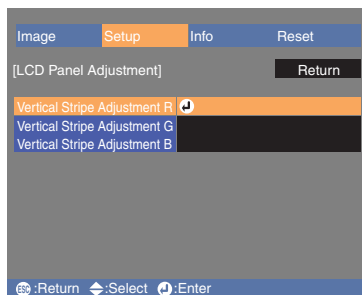 Image Setup Info Reset
[LCD Panel Adjustment] Return
Vertical Stripe Adjustment R
Vertical Stripe Adjustment G
Vertical Stripe Adjustment B
ESC :Return :Select :Enter